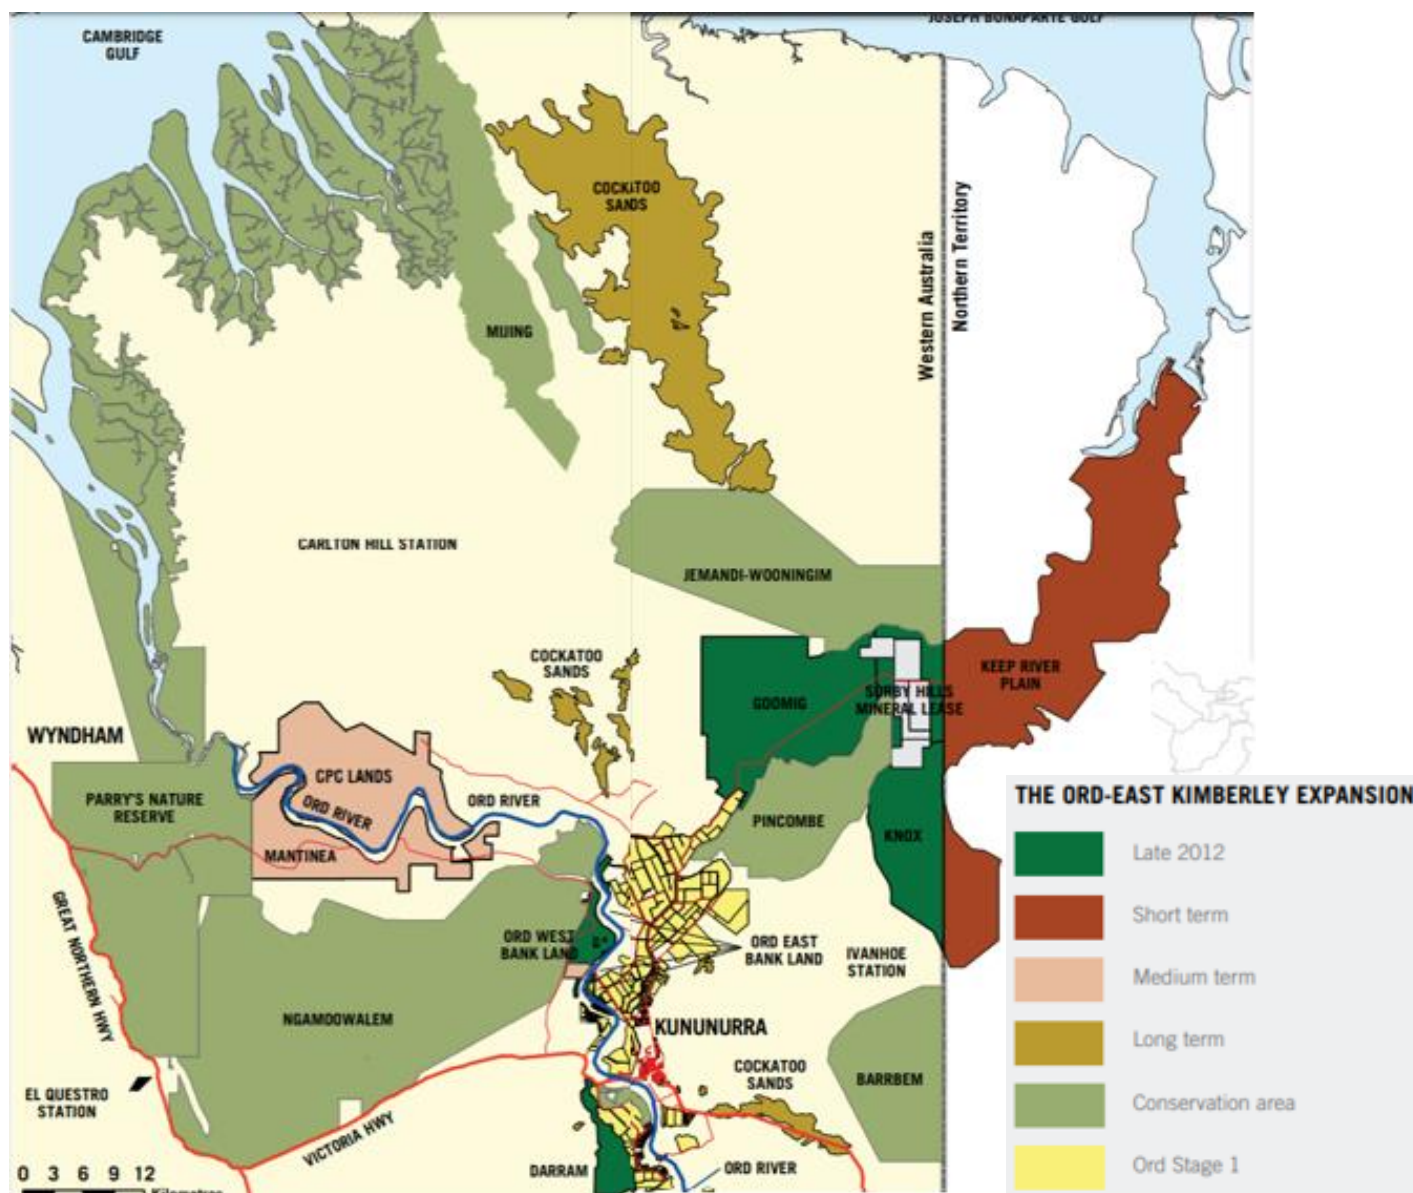 JOSEPH BONAPARTE GULF
CAMBRIDGE
GULF
COCKATOO
SANDS
Western Australia
Northern Territory
MIJING
CARLTON HILL STATION
JEMANDI-WOONINGIM
COCKATOO
SANDS
KEEP RIVER
PLAIN
GOOMIG
SORBY HILLS
MINERAL LEASE
WYNDHAM
CPC LANDS
ORD RIVER
ORD RIVER
PARRY'S NATURE
RESERVE
MANTINEA
PINCOMBE
KNOX
GREAT NORTHERN HWY
ORD WEST
BANK LAND
ORD EAST
BANK LAND
IVANHOE
STATION
NGAMOOWALEM
KUNUNURRA
COCKATOO
SANDS
BARRBEM
EL QUESTRO
STATION
VICTORIA HWY
DARRAM
ORD RIVER
0 3 6 9 12
Kilometres
THE ORD-EAST KIMBERLEY EXPANSION
Late 2012
Short term
Medium term
Long term
Conservation area
Ord Stage 1